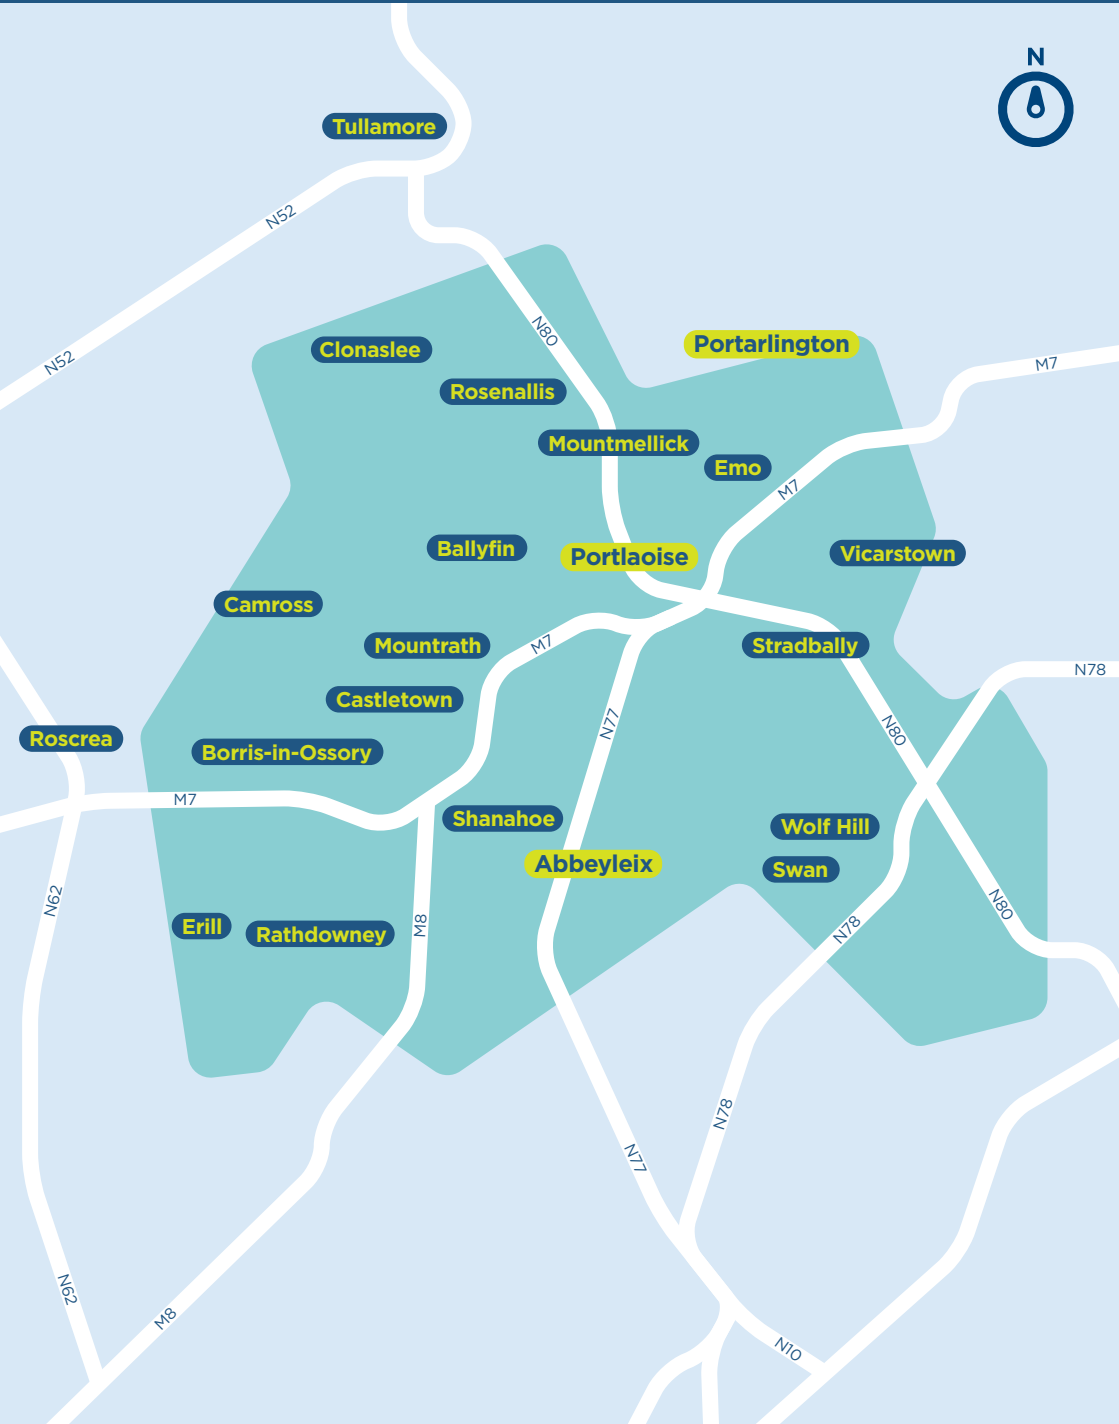 N
Tullamore
N52
N80
Portarlington
Clonaslee
N52
M7
Rosenallis
Mountmellick
Emo
M7
Ballyfin
Portlaoise
Vicarstown
Camross
Mountrath
M7
Stradbally
N78
Castletown
N77
N80
Roscrea
Borris-in-Ossory
M7
Shanahoe
Wolf Hill
Abbeyleix
Swan
N62
N80
Erill
Rathdowney
M8
N78
N78
N77
N62
M8
N10